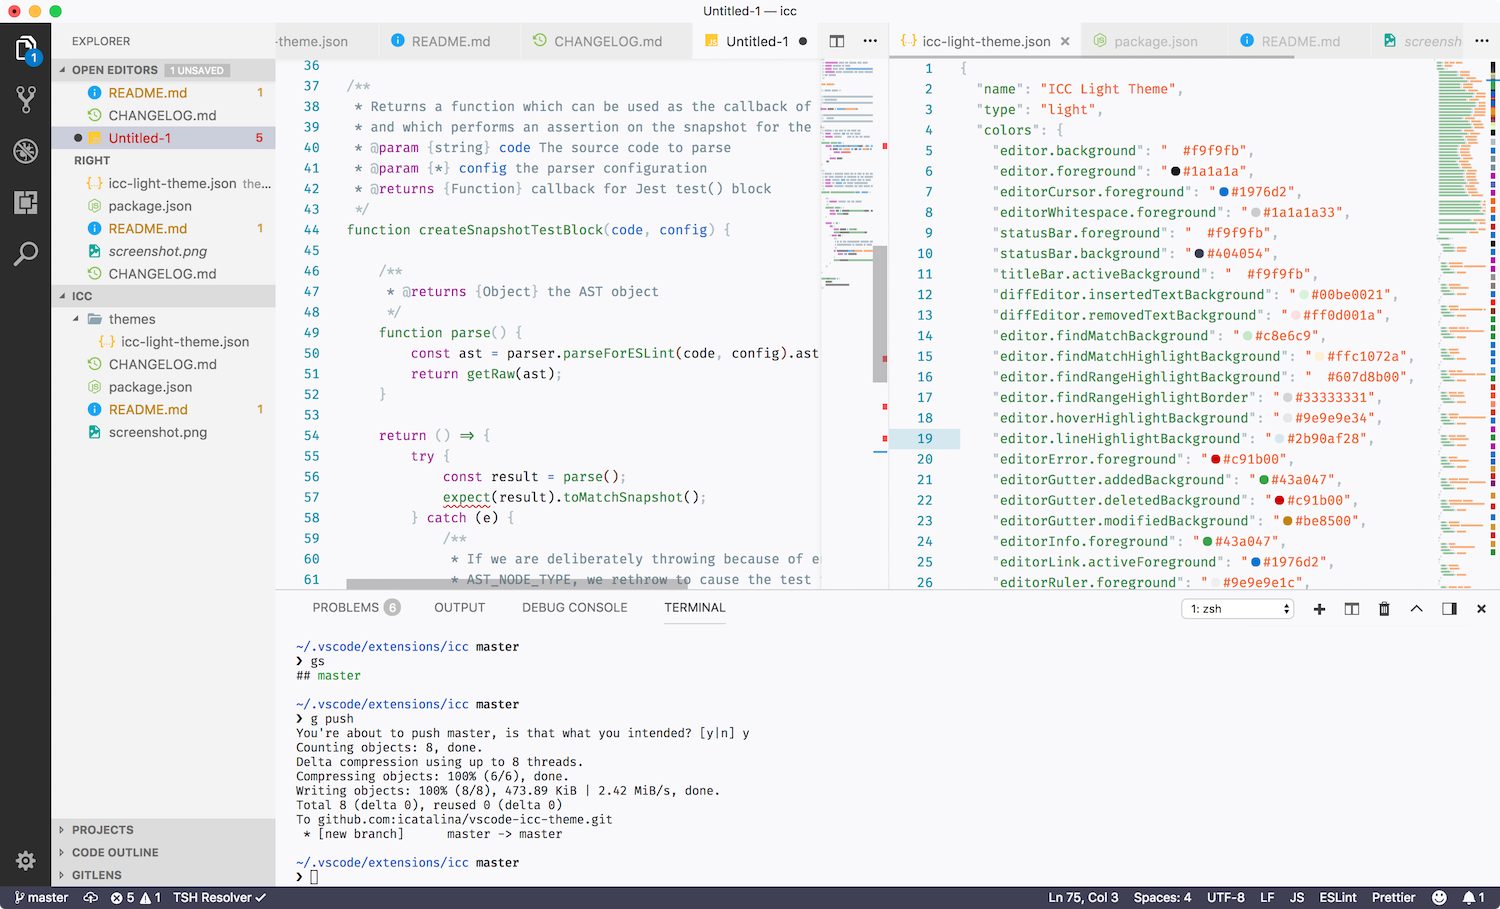 Untitled-1 — icc
EXPLORER
OPEN EDITORS 1 UNSAVED
README.md 1
CHANGELOG.md
Untitled-1 5
RIGHT
icc-light-theme.json the...
package.json
README.md 1
screenshot.png
CHANGELOG.md
ICC
themes
icc-light-theme.json
CHANGELOG.md
package.json
README.md 1
screenshot.png
PROJECTS
CODE OUTLINE
GITLENS
1
-theme.json README.md CHANGELOG.md Untitled-1
36
37 /**
38  * Returns a function which can be used as the callback of
39  * and which performs an assertion on the snapshot for the
40  * @param {string} code The source code to parse
41  * @param {*} config the parser configuration
42  * @returns {Function} callback for Jest test() block
43  */
44 function createSnapshotTestBlock(code, config) {
45
46     /**
47      * @returns {Object} the AST object
48      */
49     function parse() {
50         const ast = parser.parseForESLint(code, config).ast
51         return getRaw(ast);
52     }
53
54     return () => {
55         try {
56             const result = parse();
57             expect(result).toMatchSnapshot();
58         } catch (e) {
59             /**
60              * If we are deliberately throwing because of e
61              * AST_NODE_TYPE, we rethrow to cause the test
icc-light-theme.json package.json README.md screensh
1 {
2   "name": "ICC Light Theme",
3   "type": "light",
4   "colors": {
5     "editor.background": "#f9f9fb",
6     "editor.foreground": "#1a1a1a",
7     "editorCursor.foreground": "#1976d2",
8     "editorWhitespace.foreground": "#1a1a1a33",
9     "statusBar.foreground": "#f9f9fb",
10     "statusBar.background": "#404054",
11     "titleBar.activeBackground": "#f9f9fb",
12     "diffEditor.insertedTextBackground": "#00be0021",
13     "diffEditor.removedTextBackground": "#ff0d001a",
14     "editor.findMatchBackground": "#c8e6c9",
15     "editor.findMatchHighlightBackground": "#ffc1072a",
16     "editor.findRangeHighlightBackground": "#607d8b00",
17     "editor.findRangeHighlightBorder": "#33333331",
18     "editor.hoverHighlightBackground": "#9e9e9e34",
19     "editor.lineHighlightBackground": "#2b90af28",
20     "editorError.foreground": "#c91b00",
21     "editorGutter.addedBackground": "#43a047",
22     "editorGutter.deletedBackground": "#c91b00",
23     "editorGutter.modifiedBackground": "#be8500",
24     "editorInfo.foreground": "#43a047",
25     "editorLink.activeForeground": "#1976d2",
26     "editorRuler.foreground": "#9e9e9e1c",
PROBLEMS 6 OUTPUT DEBUG CONSOLE TERMINAL 1: zsh
~/.vscode/extensions/icc master
❯ gs
## master
~/.vscode/extensions/icc master
❯ g push
You're about to push master, is that what you intended? [y|n] y
Counting objects: 8, done.
Delta compression using up to 8 threads.
Compressing objects: 100% (6/6), done.
Writing objects: 100% (8/8), 473.89 KiB | 2.42 MiB/s, done.
Total 8 (delta 0), reused 0 (delta 0)
To github.com:icatalina/vscode-icc-theme.git
 * [new branch]      master -> master
~/.vscode/extensions/icc master
❯
master 5 1 TSH Resolver ✓ Ln 75, Col 3 Spaces: 4 UTF-8 LF JS ESLint Prettier 1